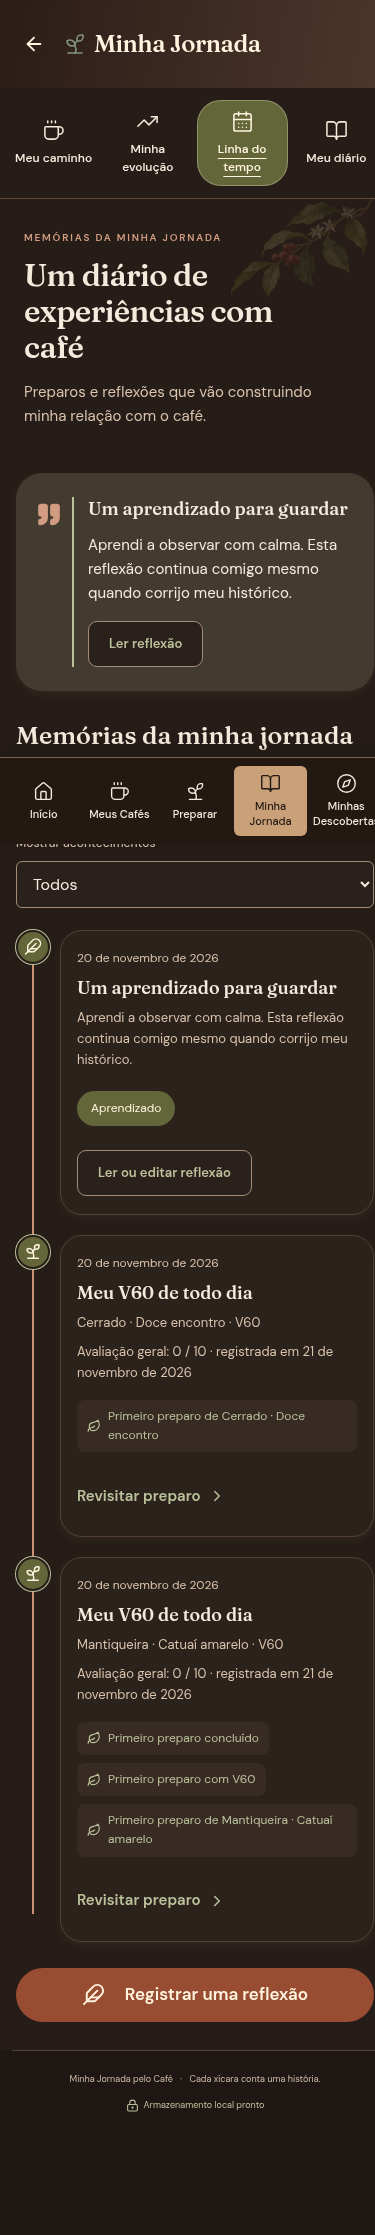 Minha Jornada
Meu caminho
Minha
evolução
Linha do
tempo
Meu diário
MEMÓRIAS DA MINHA JORNADA
Um diário de
experiências com
café
Preparos e reflexões que vão construindo
minha relação com o café.
Um aprendizado para guardar
Aprendi a observar com calma. Esta
reflexão continua comigo mesmo
quando corrijo meu histórico.
Ler reflexão
Memórias da minha jornada
Início
Meus Cafés
Preparar
Minha
Jornada
Minhas
Descobertas
Mostrar acontecimentos
Todos
20 de novembro de 2026
Um aprendizado para guardar
Aprendi a observar com calma. Esta reflexão
continua comigo mesmo quando corrijo meu
histórico.
Aprendizado
Ler ou editar reflexão
20 de novembro de 2026
Meu V60 de todo dia
Cerrado · Doce encontro · V60
Avaliação geral: 0 / 10 · registrada em 21 de
novembro de 2026
Primeiro preparo de Cerrado · Doce
encontro
Revisitar preparo
20 de novembro de 2026
Meu V60 de todo dia
Mantiqueira · Catuaí amarelo · V60
Avaliação geral: 0 / 10 · registrada em 21 de
novembro de 2026
Primeiro preparo concluído
Primeiro preparo com V60
Primeiro preparo de Mantiqueira · Catuaí
amarelo
Revisitar preparo
Registrar uma reflexão
Minha Jornada pelo Café · Cada xícara conta uma história.
Armazenamento local pronto